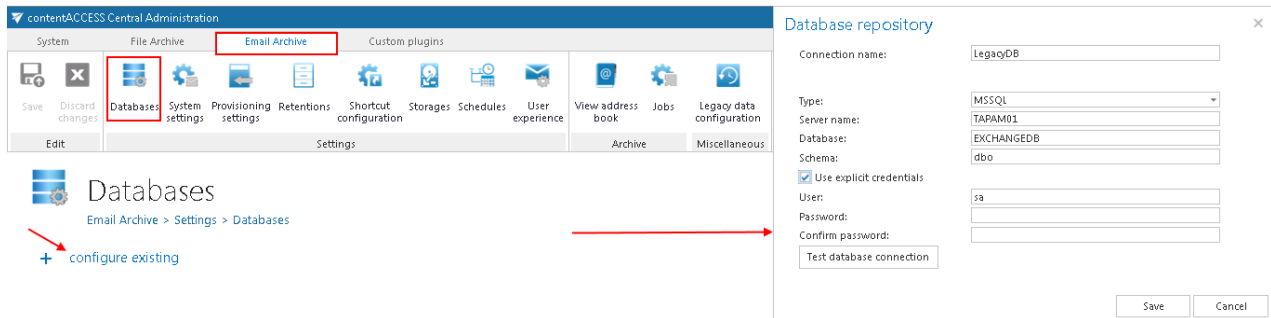 contentACCESS Central Administration
System File Archive Email Archive Custom plugins
Save Discard changes Databases System settings Provisioning settings Retentions Shortcut configuration Storages Schedules User experience View address book Jobs Legacy data configuration
Edit Settings Archive Miscellaneous
Databases
Email Archive > Settings > Databases
+ configure existing
Database repository
Connection name: LegacyDB
Type: MSSQL
Server name: TAPAM01
Database: EXCHANGEDB
Schema: dbo
Use explicit credentials
User: sa
Password:
Confirm password:
Test database connection
Save Cancel